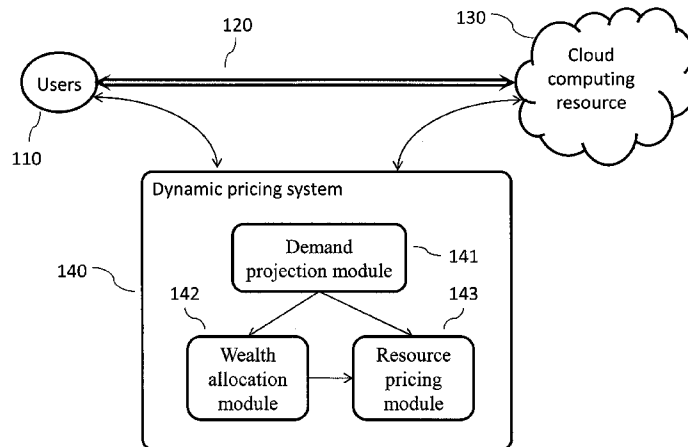 120
130
Users
Cloud
computing
resource
110
Dynamic pricing system
Demand
projection module
141
140
142
143
Wealth
allocation
module
Resource
pricing
module